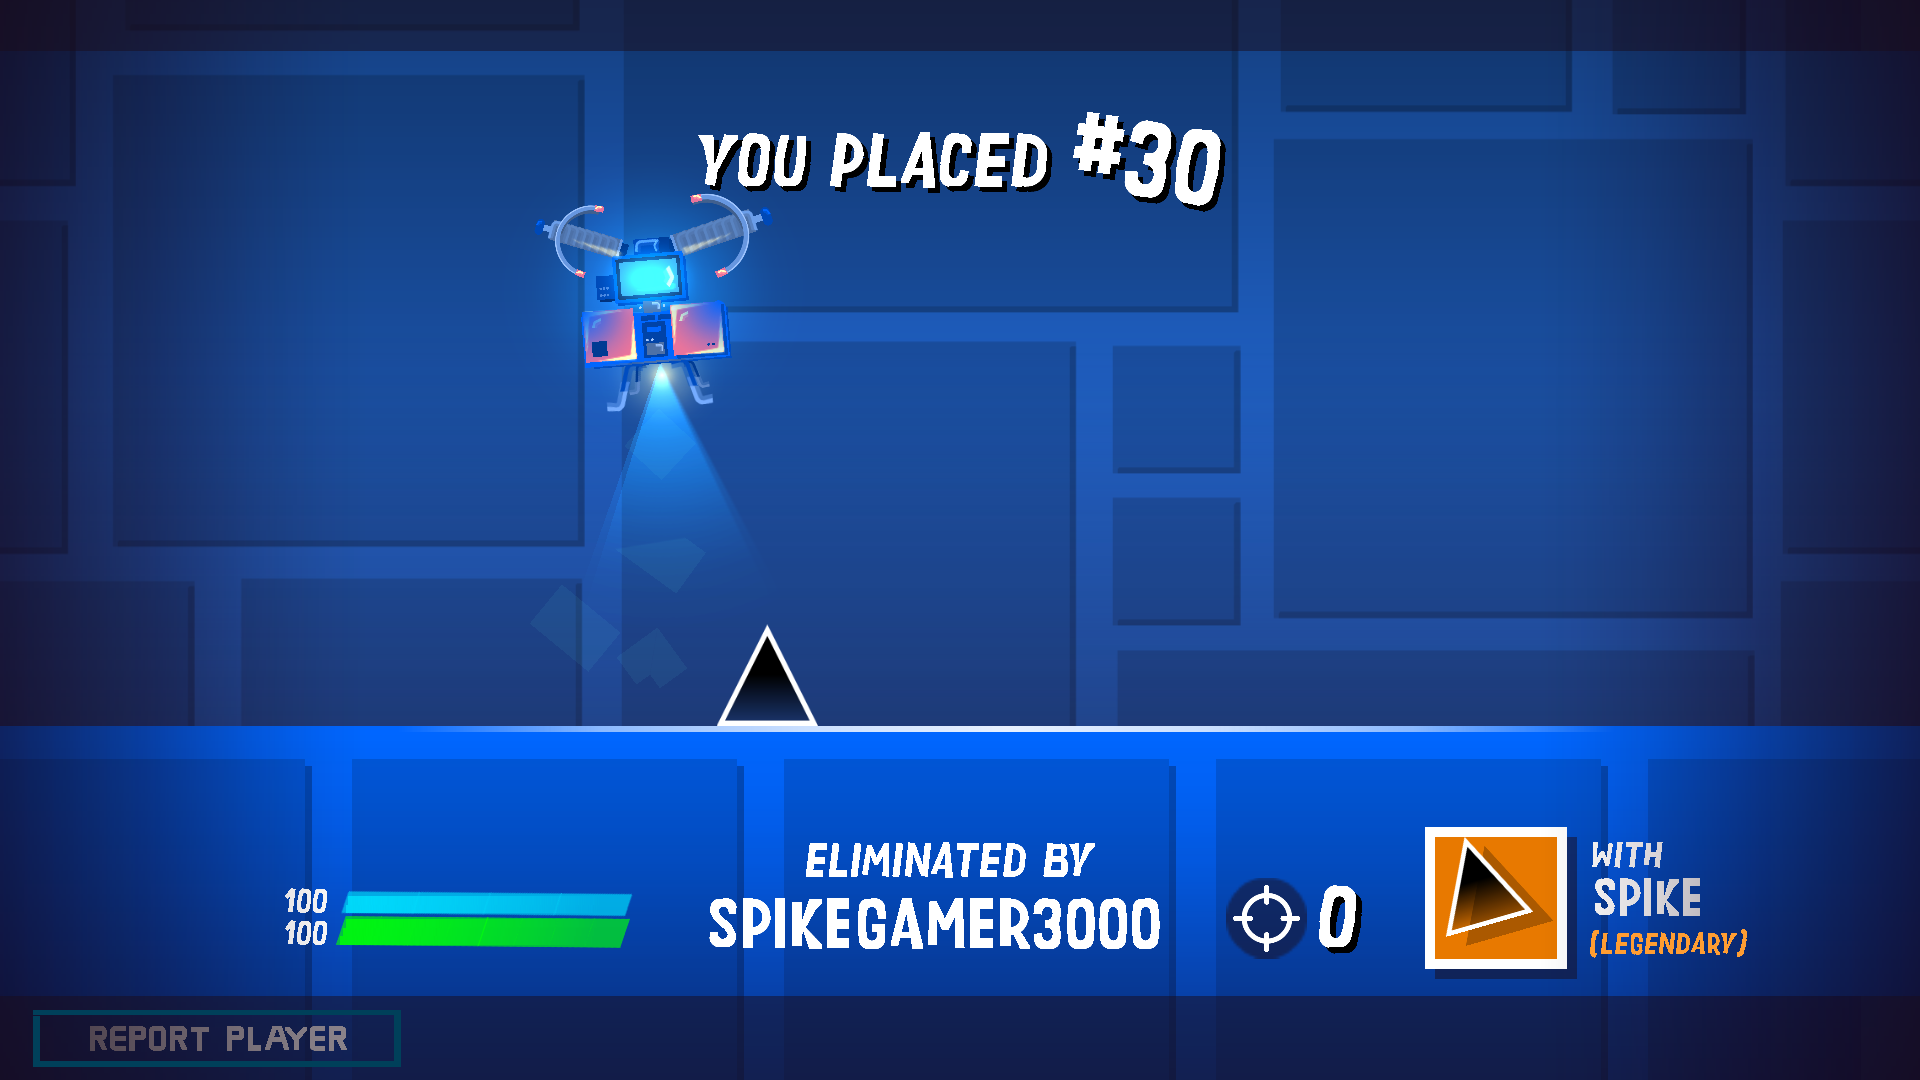 YOU PLACED #30
ELIMINATED BY
SPIKEGAMER3000
100
100
0
WITH
SPIKE
(LEGENDARY)
REPORT PLAYER